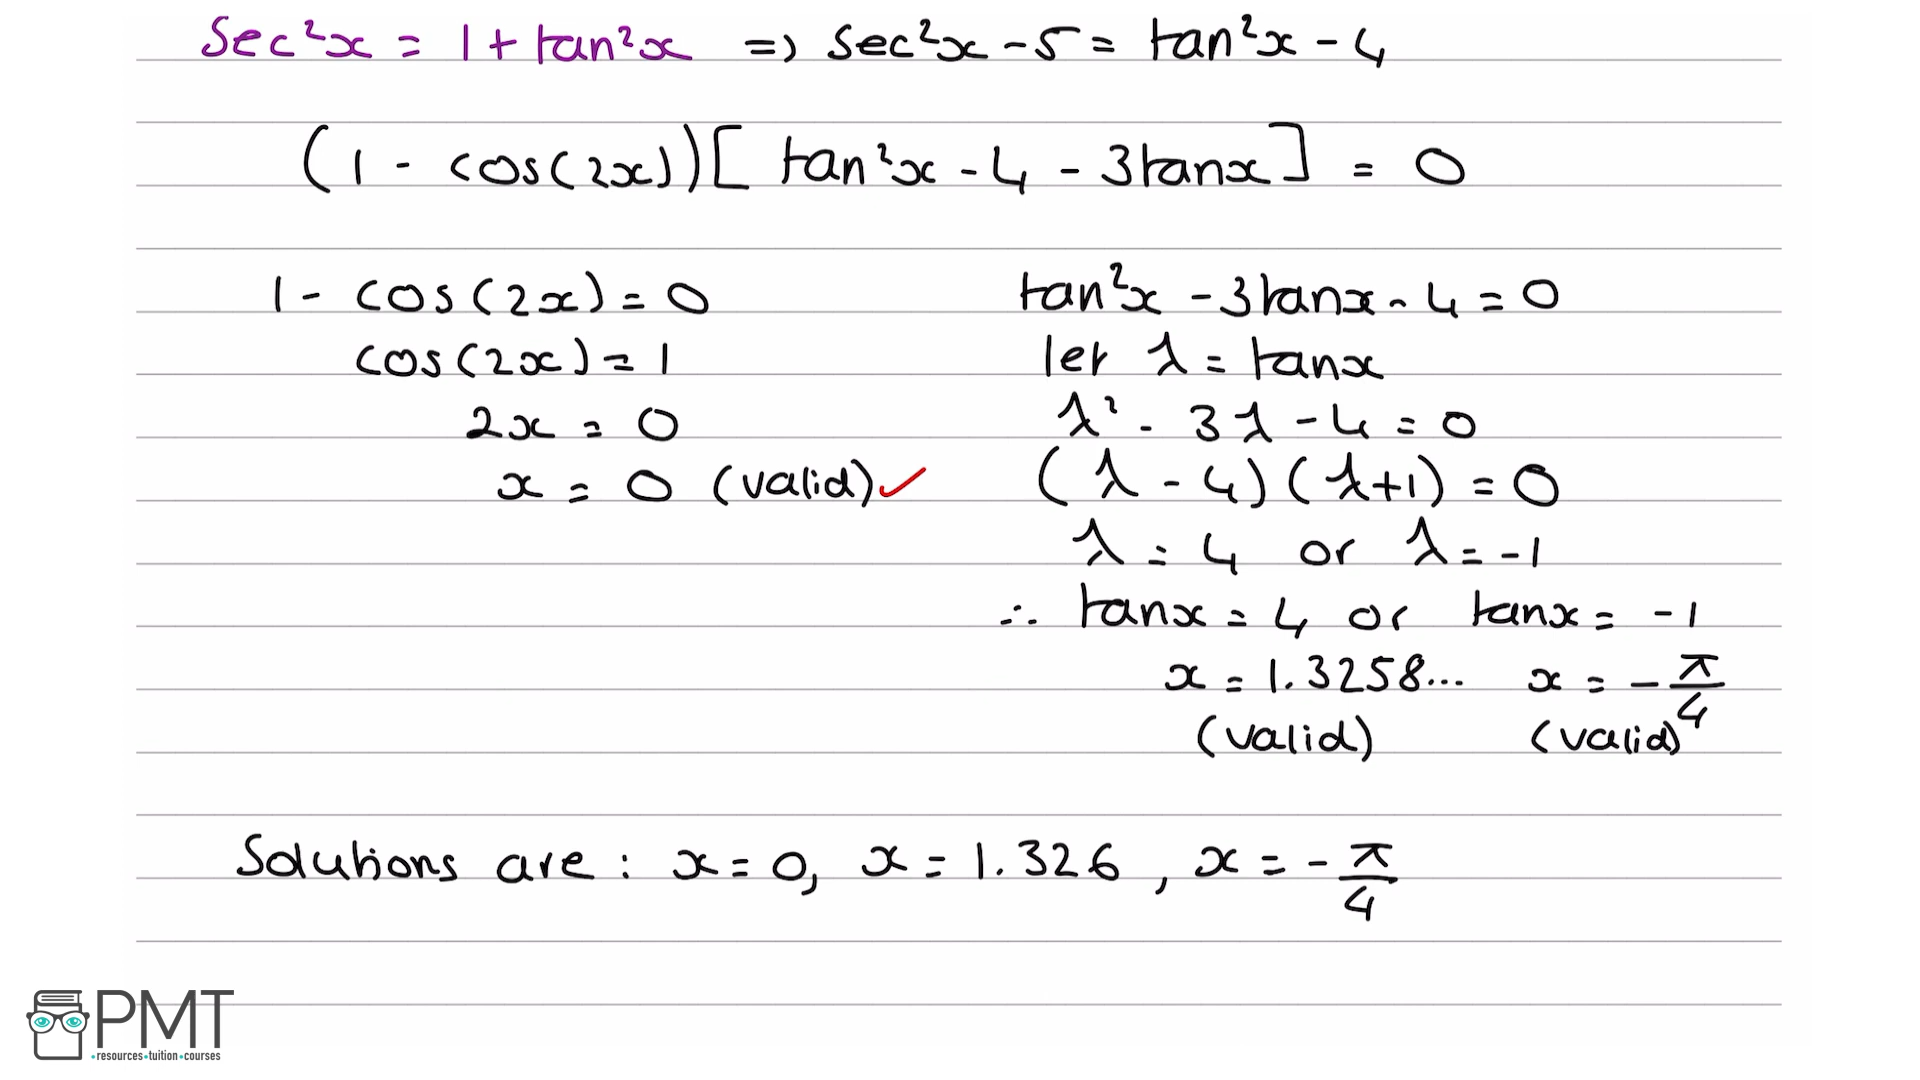 sec²x = 1 + tan²x => sec²x - 5 = tan²x - 4
(1 - cos(2x))[tan²x - 4 - 3tanx] = 0
1 - cos(2x) = 0
cos(2x) = 1
2x = 0
x = 0 (valid) ✓
tan²x - 3tanx - 4 = 0
let λ = tanx
λ² - 3λ - 4 = 0
(λ - 4)(λ+1) = 0
λ = 4 or λ = -1
∴ tanx = 4 or tanx = -1
x = 1.3258... x = -π/4
(valid) (valid)
Solutions are: x = 0, x = 1.326, x = -π/4
PMT
•resources•tuition•courses